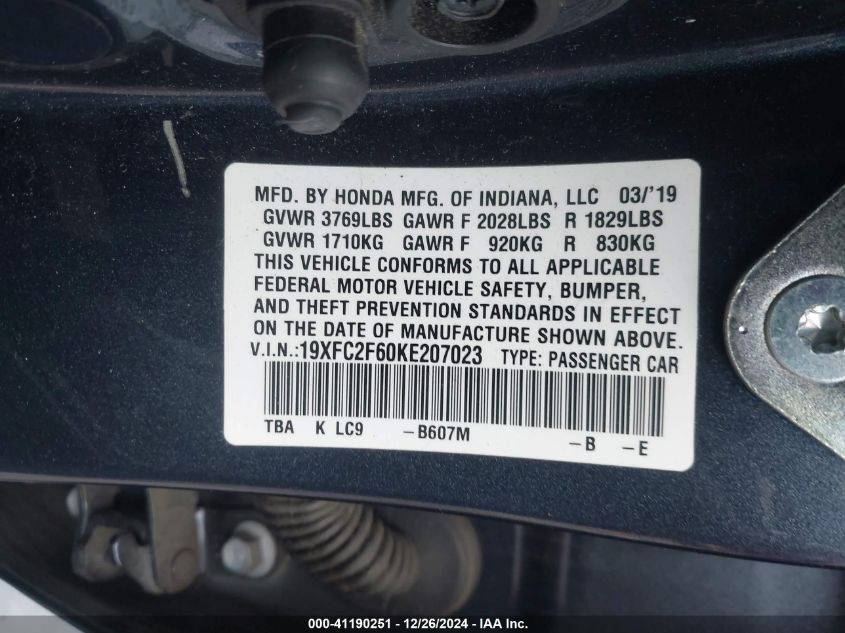 MFD. BY HONDA MFG. OF INDIANA, LLC 03/'19
GVWR 3769LBS GAWR F 2028LBS R 1829LBS
GVWR 1710KG GAWR F 920KG R 830KG
THIS VEHICLE CONFORMS TO ALL APPLICABLE
FEDERAL MOTOR VEHICLE SAFETY, BUMPER,
AND THEFT PREVENTION STANDARDS IN EFFECT
ON THE DATE OF MANUFACTURE SHOWN ABOVE.
V.I.N.:19XFC2F60KE207023 TYPE: PASSENGER CAR
TBA K LC9 –B607M –B –E
000-41190251 - 12/26/2024 - IAA Inc.